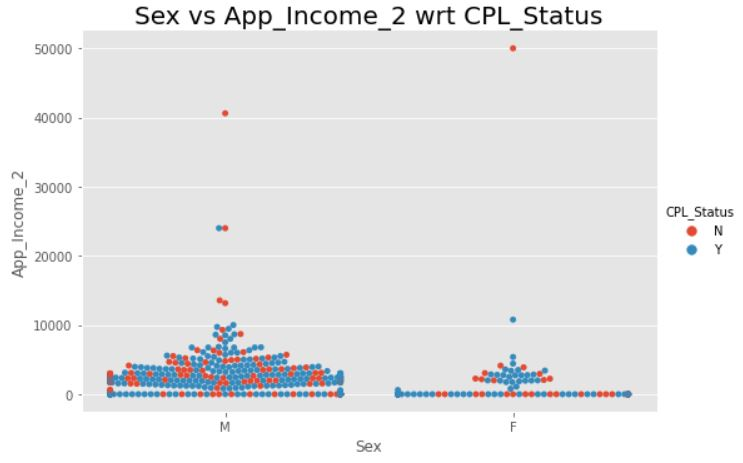 Sex vs App_Income_2 wrt CPL_Status
50000
40000
30000
20000
10000
0
App_Income_2
M
F
Sex
CPL_Status
N
Y